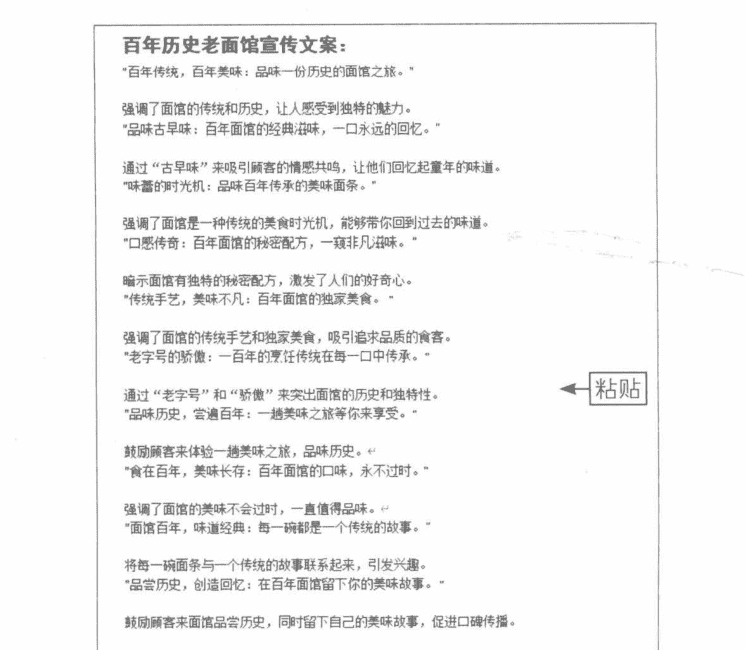 百年历史老面馆宣传文案：
"百年传统，百年美味：品味一份历史的面馆之旅。"
强调了面馆的传统和历史，让人感受到独特的魅力。
"品味古早味：百年面馆的经典滋味，一口永远的回忆。"
通过“古早味”来吸引顾客的情感共鸣，让他们回忆起童年的味道。
"味蕾的时光机：品味百年传承的美味面条。"
强调了面馆是一种传统的美食时光机，能够带你回到过去的味道。
"口感传奇：百年面馆的秘密配方，一窥非凡滋味。"
暗示面馆有独特的秘密配方，激发了人们的好奇心。
"传统手艺，美味不凡：百年面馆的独家美食。"
强调了面馆的传统手艺和独家美食，吸引追求品质的食客。
"老字号的骄傲：一百年的烹饪传统在每一口中传承。"
通过“老字号”和“骄傲”来突出面馆的历史和独特性。
粘贴
"品味历史，尝遍百年：一趟美味之旅等你来享受。"
鼓励顾客来体验一趟美味之旅，品味历史。↵
"食在百年，美味长存：百年面馆的口味，永不过时。"
强调了面馆的美味不会过时，一直值得品味。↵
"面馆百年，味道经典：每一碗都是一个传统的故事。"
将每一碗面条与一个传统的故事联系起来，引发兴趣。
"品尝历史，创造回忆：在百年面馆留下你的美味故事。"
鼓励顾客来面馆品尝历史，同时留下自己的美味故事，促进口碑传播。